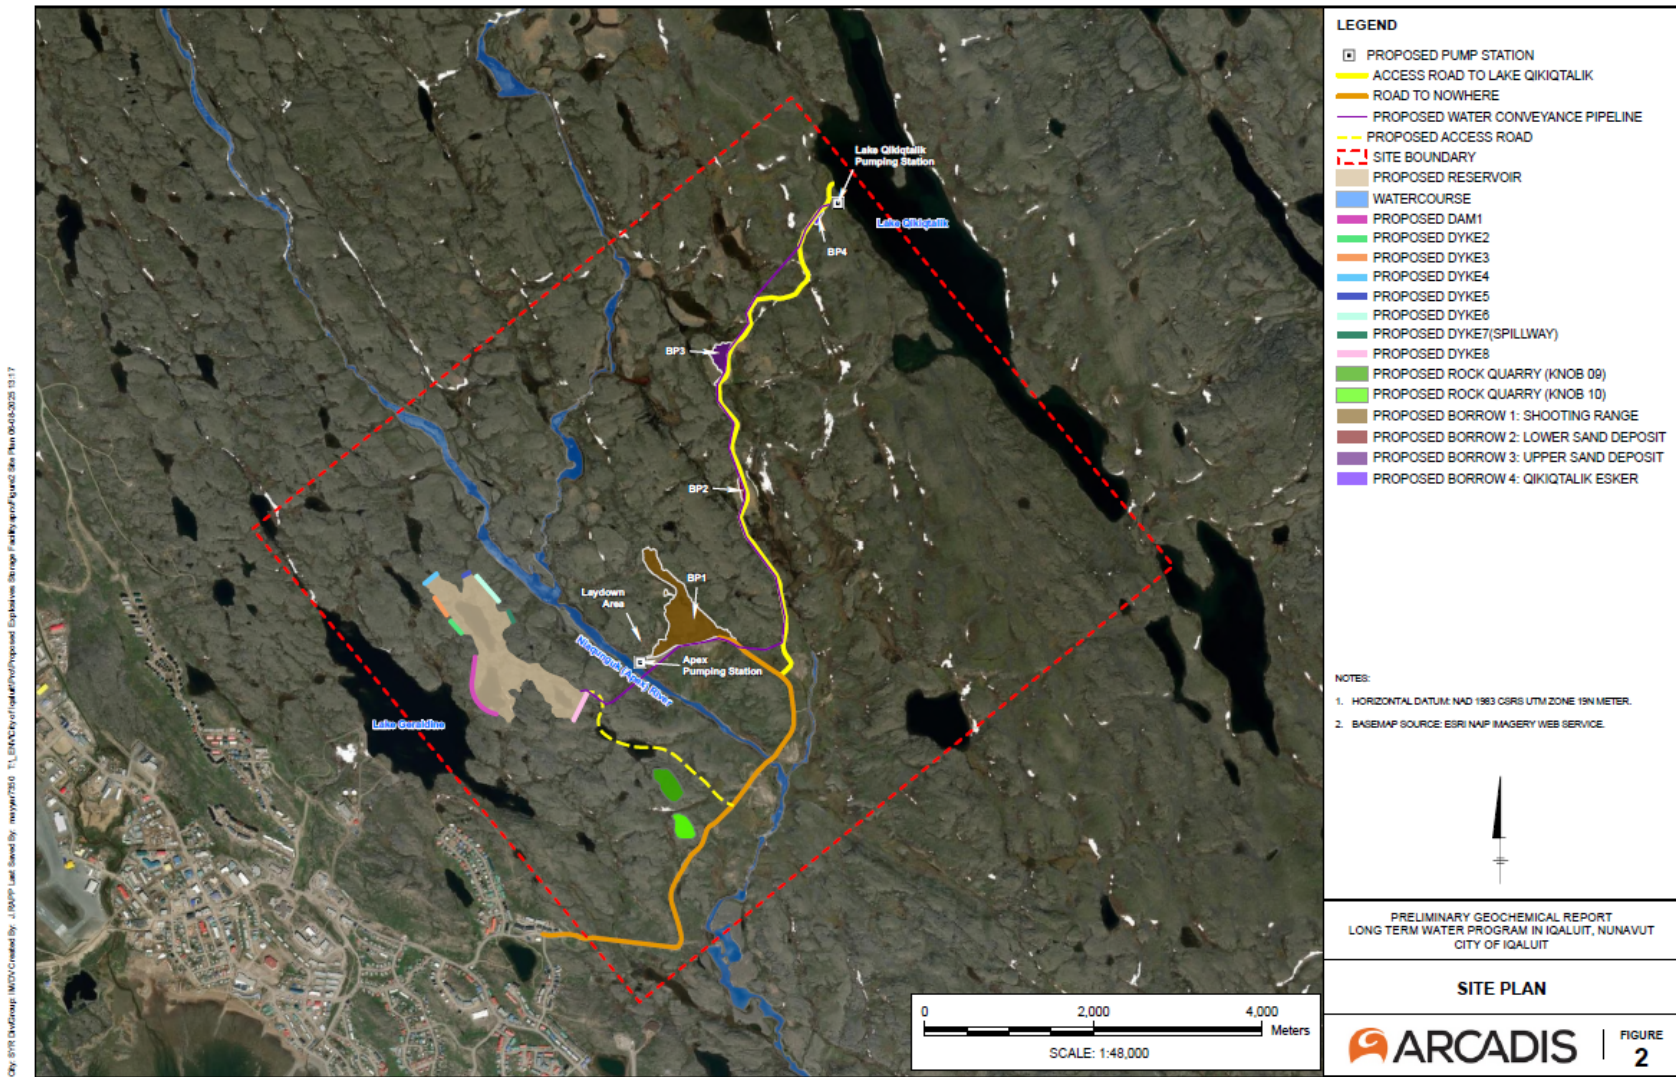 Lake Qikiqtalik
Pumping Station
Lake Qikiqtalik
BP4
BP3
BP2
BP1
Laydown
Area
Apex
Pumping Station
Niaqunguk (Apex) River
Lake Geraldine
0 2,000 4,000
Meters
SCALE: 1:48,000
LEGEND
PROPOSED PUMP STATION
ACCESS ROAD TO LAKE QIKIQTALIK
ROAD TO NOWHERE
PROPOSED WATER CONVEYANCE PIPELINE
PROPOSED ACCESS ROAD
SITE BOUNDARY
PROPOSED RESERVOIR
WATERCOURSE
PROPOSED DAM1
PROPOSED DYKE2
PROPOSED DYKE3
PROPOSED DYKE4
PROPOSED DYKE5
PROPOSED DYKE6
PROPOSED DYKE7(SPILLWAY)
PROPOSED DYKE8
PROPOSED ROCK QUARRY (KNOB 09)
PROPOSED ROCK QUARRY (KNOB 10)
PROPOSED BORROW 1: SHOOTING RANGE
PROPOSED BORROW 2: LOWER SAND DEPOSIT
PROPOSED BORROW 3: UPPER SAND DEPOSIT
PROPOSED BORROW 4: QIKIQTALIK ESKER
NOTES:
1. HORIZONTAL DATUM: NAD 1983 CSRS UTM ZONE 19N METER.
2. BASEMAP SOURCE: ESRI NAIP IMAGERY WEB SERVICE.
PRELIMINARY GEOCHEMICAL REPORT
LONG TERM WATER PROGRAM IN IQALUIT, NUNAVUT
CITY OF IQALUIT
SITE PLAN
ARCADIS
FIGURE
2